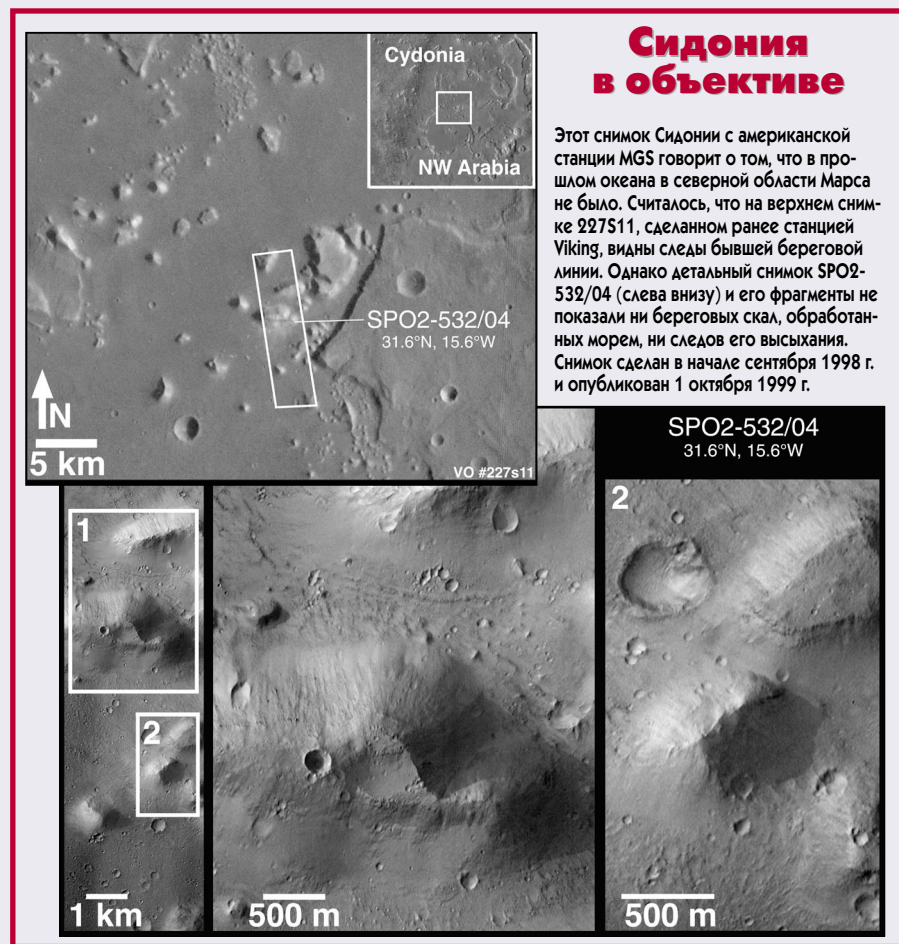 Сидония
в объективе
Этот снимок Сидонии с американской
станции MGS говорит о том, что в про-
шлом океана в северной области Марса
не было. Считалось, что на верхнем сним-
ке 227S11, сделанном ранее станцией
Viking, видны следы бывшей береговой
линии. Однако детальный снимок SPO2-
532/04 (слева внизу) и его фрагменты не
показали ни береговых скал, обработан-
ных морем, ни следов его высыхания.
Снимок сделан в начале сентября 1998 г.
и опубликован 1 октября 1999 г.
Cydonia
NW Arabia
SPO2-532/04
31.6°N, 15.6°W
N
5 km
VO #227s11
1
2
1 km
500 m
SPO2-532/04
31.6°N, 15.6°W
2
500 m